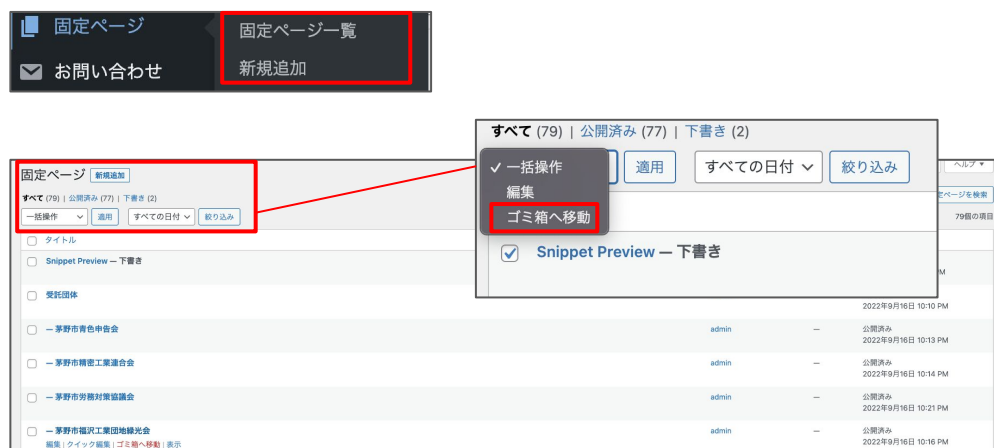 固定ページ
固定ページ一覧
お問い合わせ
新規追加
すべて (79) | 公開済み (77) | 下書き (2)
一括操作
適用
すべての日付
絞り込み
編集
ゴミ箱へ移動
Snippet Preview — 下書き
固定ページ 新規追加
ヘルプ
すべて (79) | 公開済み (77) | 下書き (2)
ページを検索
一括操作 適用 すべての日付 絞り込み
79個の項目
タイトル
Snippet Preview — 下書き
受託団体
2022年9月16日 10:10 PM
— 茅野市青色申告会 admin — 公開済み
2022年9月16日 10:13 PM
— 茅野市精密工業連合会 admin — 公開済み
2022年9月16日 10:14 PM
— 茅野市労務対策協議会 admin — 公開済み
2022年9月16日 10:21 PM
— 茅野市福沢工業団地緑光会 admin — 公開済み
編集 | クイック編集 | ゴミ箱へ移動 | 表示 2022年9月16日 10:16 PM